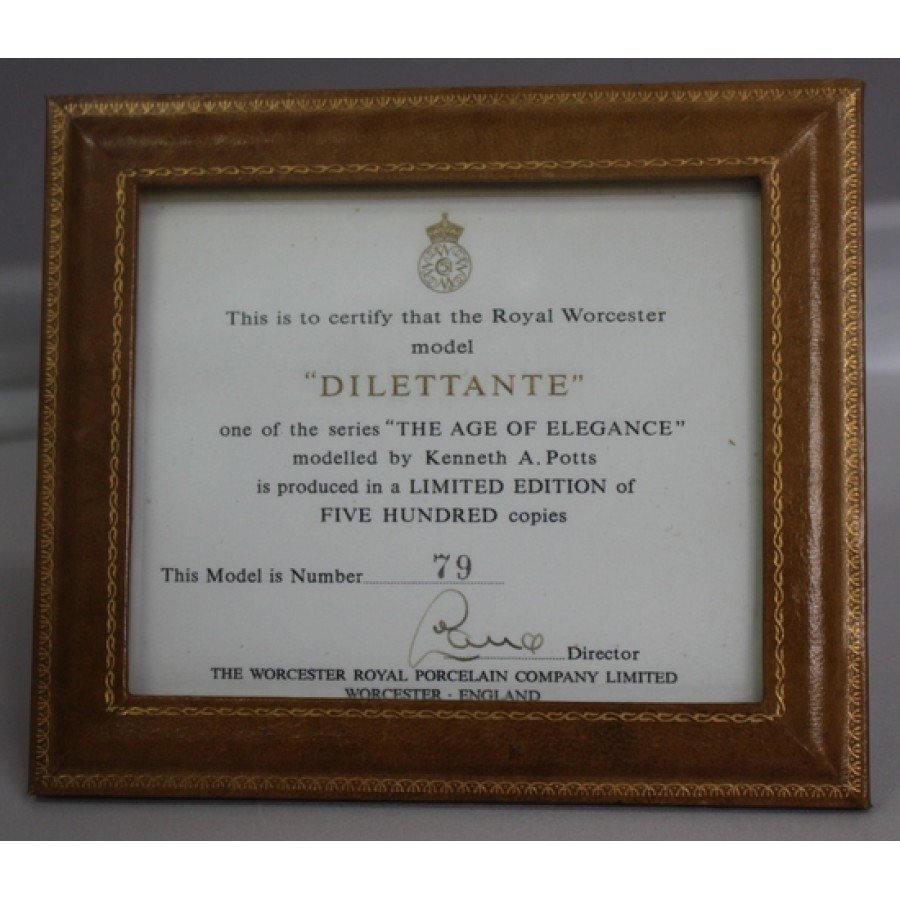 This is to certify that the Royal Worcester
model
“DILETTANTE”
one of the series “THE AGE OF ELEGANCE”
modelled by Kenneth A. Potts
is produced in a LIMITED EDITION of
FIVE HUNDRED copies
This Model is Number 79
Director
THE WORCESTER ROYAL PORCELAIN COMPANY LIMITED
WORCESTER - ENGLAND